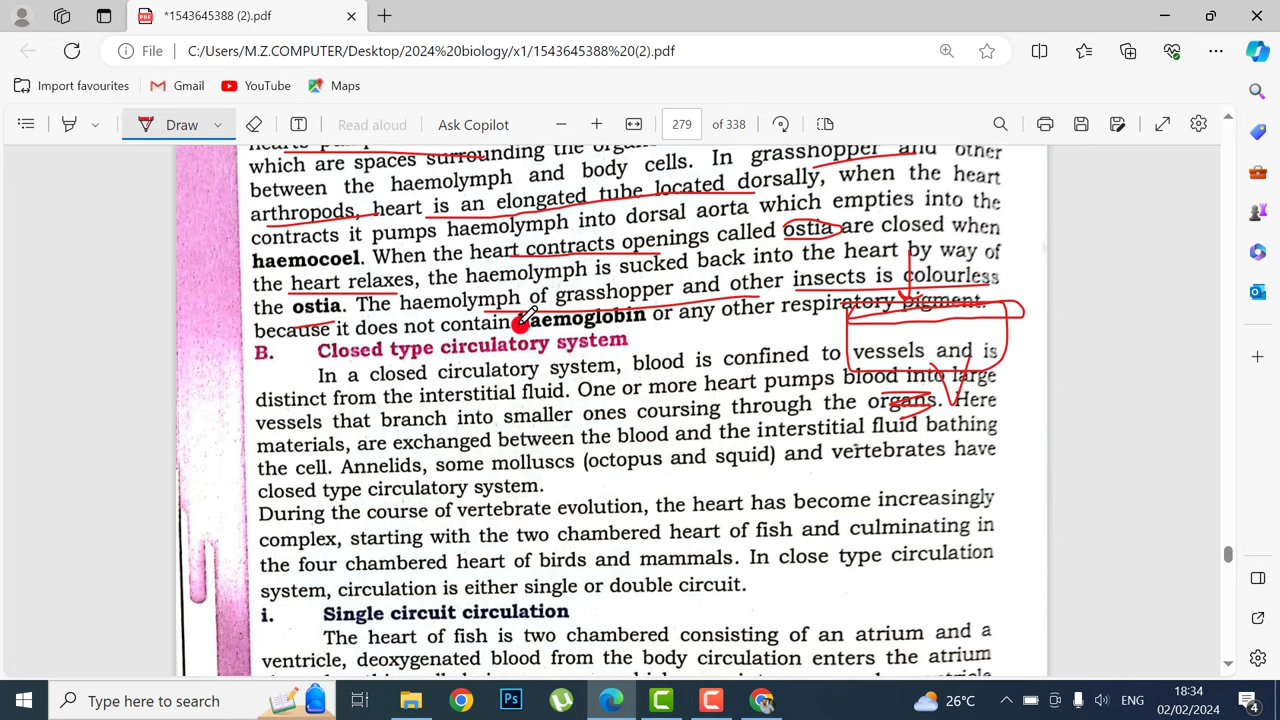 *1543645388 (2).pdf
File
C:/Users/M.Z.COMPUTER/Desktop/2024%20biology/x1/1543645388%20(2).pdf
Import favourites
Gmail
YouTube
Maps
Draw
Read aloud
Ask Copilot
279
of 338
which are spaces surrounding the
between the haemolymph and body cells. In grasshopper and other
arthropods, heart is an elongated tube located dorsally, when the heart
contracts it pumps haemolymph into dorsal aorta which empties into the
haemocoel. When the heart contracts openings called ostia are closed when
the heart relaxes, the haemolymph is sucked back into the heart by way of
the ostia. The haemolymph of grasshopper and other insects is colourless
because it does not contain haemoglobin or any other respiratory pigment.
B. Closed type circulatory system
In a closed circulatory system, blood is confined to vessels and is
distinct from the interstitial fluid. One or more heart pumps blood into large
vessels that branch into smaller ones coursing through the organs. Here
materials, are exchanged between the blood and the interstitial fluid bathing
the cell. Annelids, some molluscs (octopus and squid) and vertebrates have
closed type circulatory system.
During the course of vertebrate evolution, the heart has become increasingly
complex, starting with the two chambered heart of fish and culminating in
the four chambered heart of birds and mammals. In close type circulation
system, circulation is either single or double circuit.
i. Single circuit circulation
The heart of fish is two chambered consisting of an atrium and a
ventricle, deoxygenated blood from the body circulation enters the atrium
Type here to search
26°C
ENG
18:34
02/02/2024
4